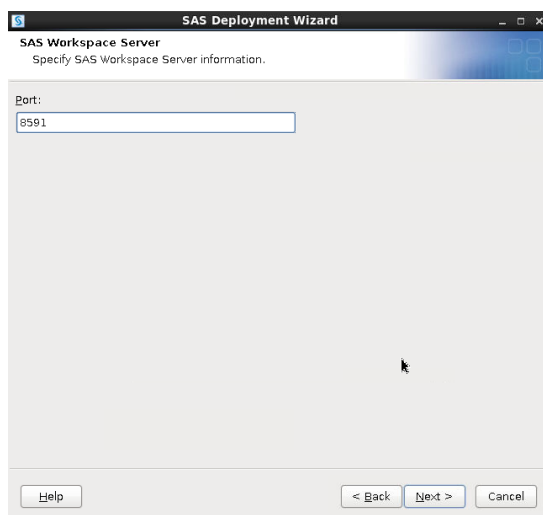 SAS Deployment Wizard
SAS Workspace Server
Specify SAS Workspace Server information.
Port:
8591
Help
< Back
Next >
Cancel